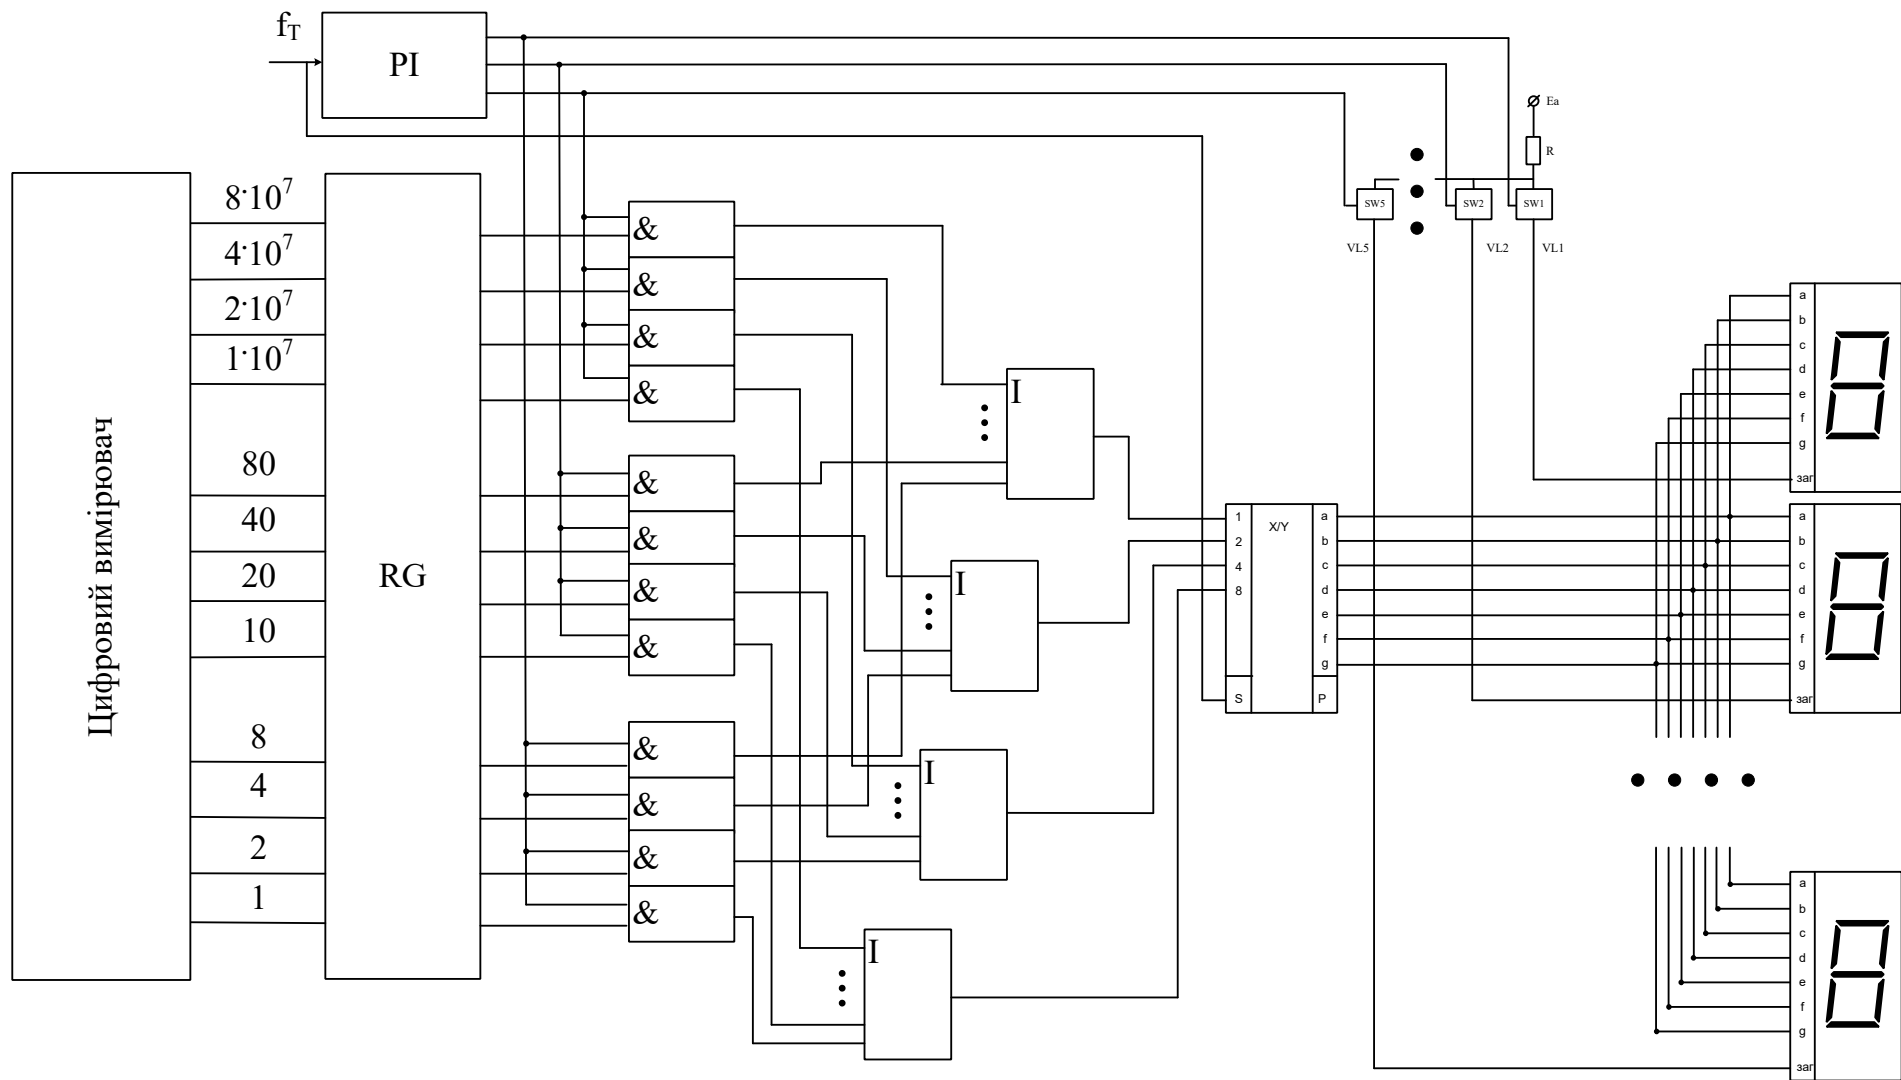 f_T
РІ
Ea
R
SW5
SW2
SW1
VL5
VL2
VL1
Цифровий вимірювач
8·10^7
4·10^7
2·10^7
1·10^7
80
40
20
10
8
4
2
1
RG
&
&
&
&
&
&
&
&
&
&
&
&
I
I
I
I
1
2
4
8
S
X/Y
a
b
c
d
e
f
g
P
a
b
c
d
e
f
g
заг
a
b
c
d
e
f
g
заг
a
b
c
d
e
f
g
заг